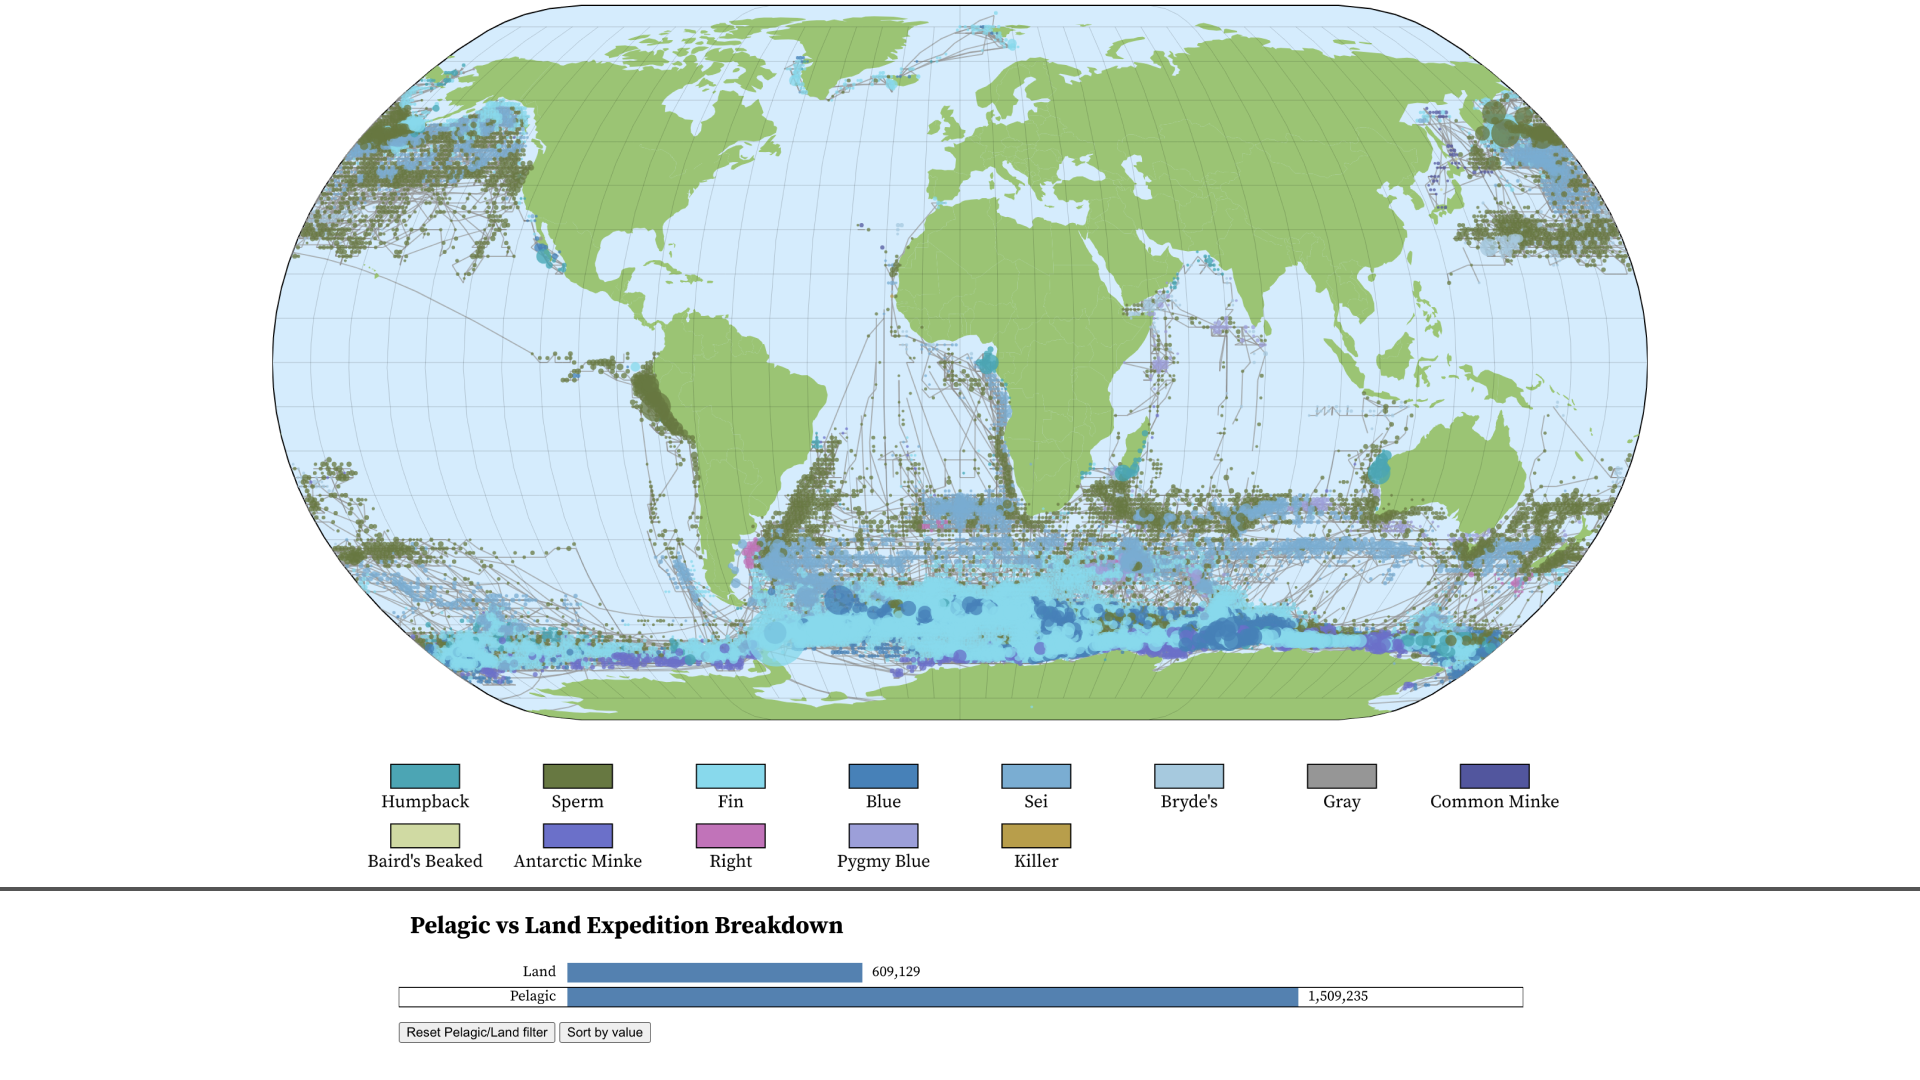 Humpback Sperm Fin Blue Sei Bryde's Gray Common Minke
Baird's Beaked Antarctic Minke Right Pygmy Blue Killer
Pelagic vs Land Expedition Breakdown
Land 609,129
Pelagic 1,509,235
Reset Pelagic/Land filter Sort by value